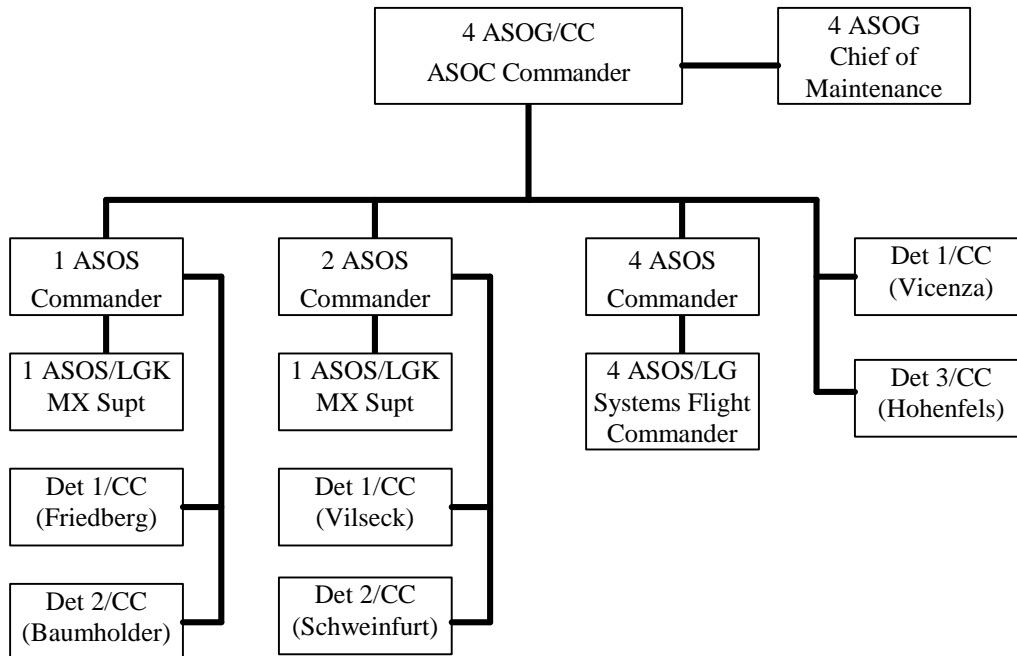 4 ASOG/CC
ASOC Commander
4 ASOG
Chief of
Maintenance
1 ASOS
Commander
2 ASOS
Commander
4 ASOS
Commander
Det 1/CC
(Vicenza)
1 ASOS/LGK
MX Supt
1 ASOS/LGK
MX Supt
4 ASOS/LG
Systems Flight
Commander
Det 3/CC
(Hohenfels)
Det 1/CC
(Friedberg)
Det 1/CC
(Vilseck)
Det 2/CC
(Baumholder)
Det 2/CC
(Schweinfurt)